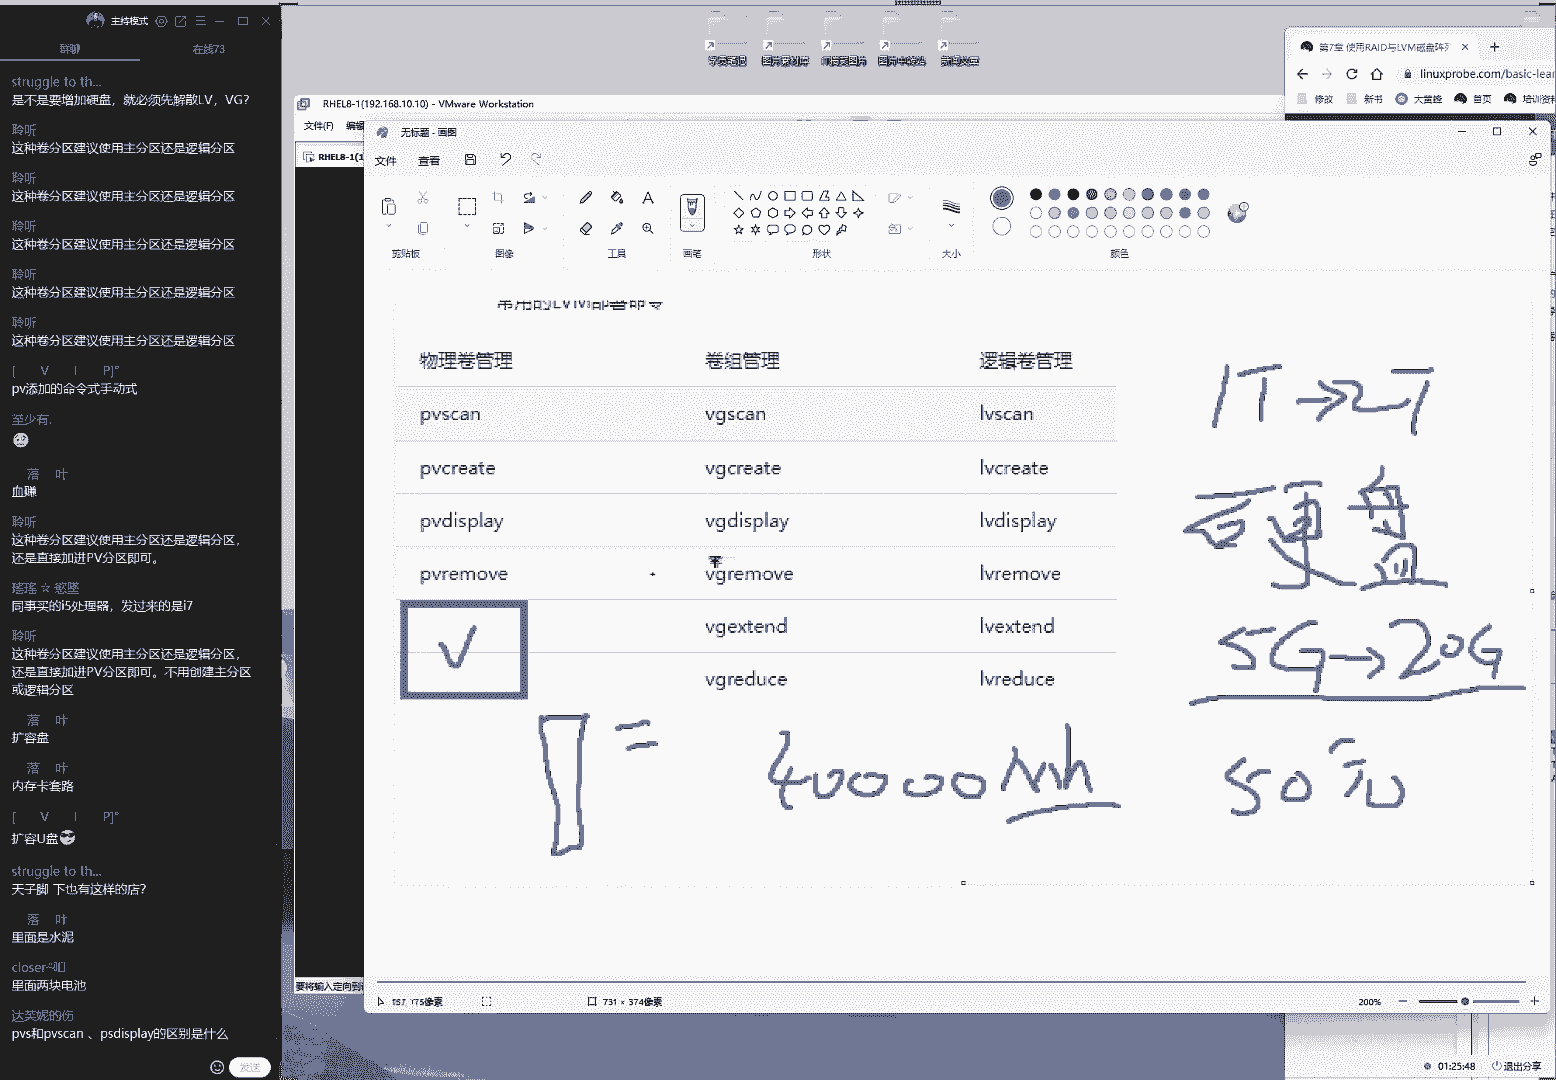 主持模式
群聊
在线73
struggle to th...
是不是要增加硬盘，就必须先解散LV，VG?
聆听
这种卷分区建议使用主分区还是逻辑分区
聆听
这种卷分区建议使用主分区还是逻辑分区
聆听
这种卷分区建议使用主分区还是逻辑分区
聆听
这种卷分区建议使用主分区还是逻辑分区
聆听
这种卷分区建议使用主分区还是逻辑分区
[ V I P]°
pv添加的命令式手动式
至少有.
落 叶
血赚
聆听
这种卷分区建议使用主分区还是逻辑分区，
还是直接加进PV分区即可。
瑤瑤☆慾墜
同事买的i5处理器，发过来的是i7
聆听
这种卷分区建议使用主分区还是逻辑分区，
还是直接加进PV分区即可。不用创建主分区
或逻辑分区
落 叶
扩容盘
落 叶
内存卡套路
[ V I P]°
扩容U盘
struggle to th...
天子脚 下也有这样的店?
落 叶
里面是水泥
里面两块电池
达芙妮的伤
pvs和pvscan 、psdisplay的区别是什么
发送
第7章 使用RAID与LVM磁盘阵列
linuxprobe.com/basic-lear
修改 新书 大董峰 首页 培训资料
RHEL8-1(192.168.10.10) - VMware Workstation
文件(F) 编辑
RHEL8-1(1
无标题 - 画图
文件 查看
剪贴板 图像 工具 画笔 形状 大小 颜色
常用的LVM部署命令
物理卷管理 卷组管理 逻辑卷管理
pvscan vgscan lvscan
pvcreate vgcreate lvcreate
pvdisplay vgdisplay lvdisplay
pvremove vgremove lvremove
vgextend lvextend
vgreduce lvreduce
1T→2T
5G→20G
40000 Mh
50元
要将输入定向到
731 × 374像素
200%
01:25:48
退出分享